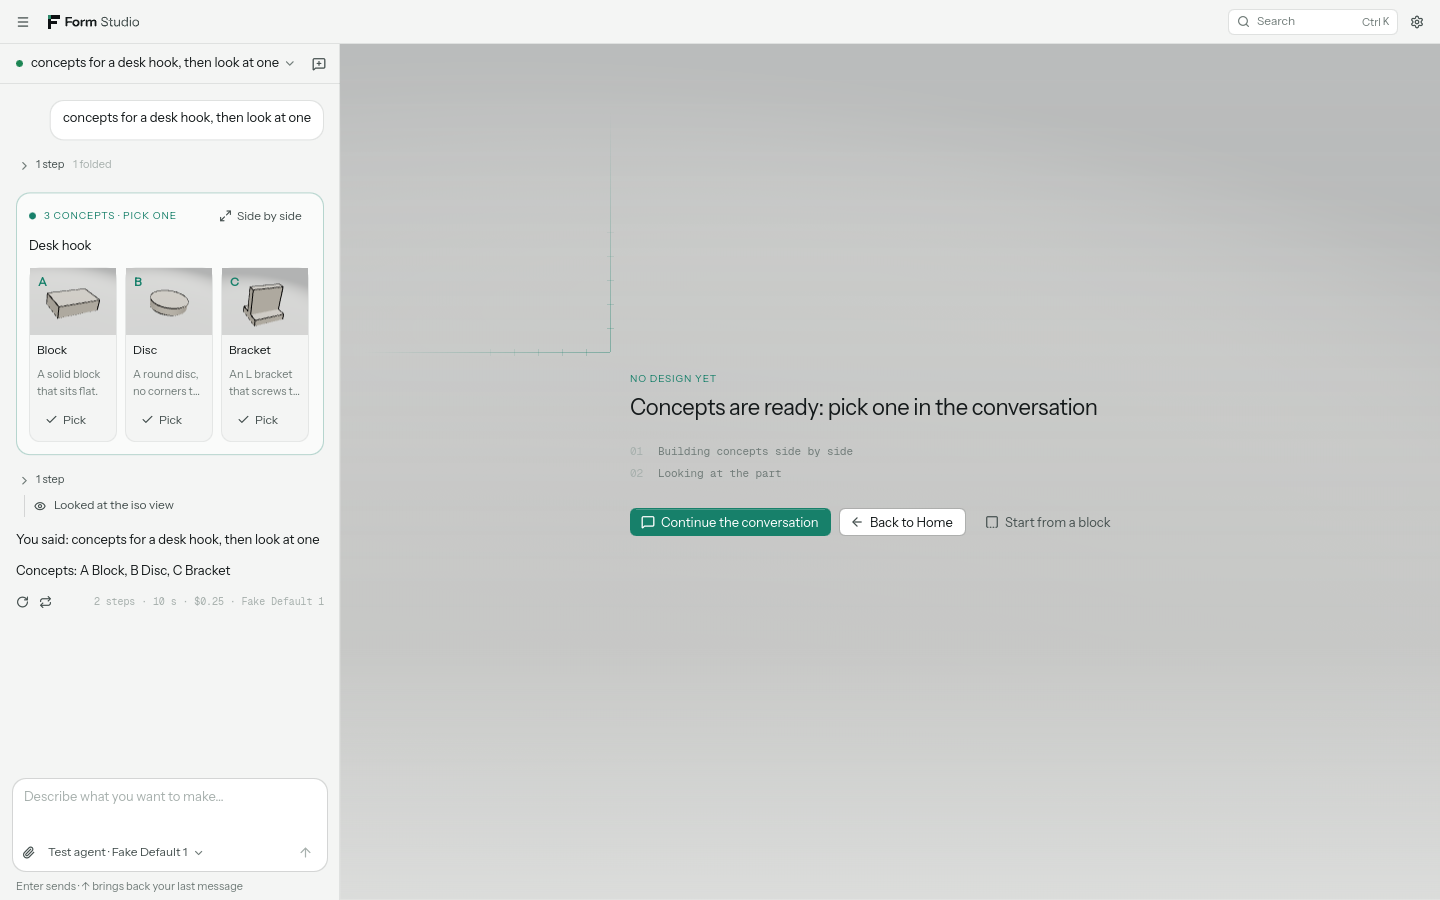 Form Studio
Search
Ctrl K
concepts for a desk hook, then look at one
concepts for a desk hook, then look at one
1 step 1 folded
3 CONCEPTS · PICK ONE
Side by side
Desk hook
A
B
C
Block
A solid block
that sits flat.
Pick
Disc
A round disc,
no corners t...
Pick
Bracket
An L bracket
that screws t...
Pick
1 step
Looked at the iso view
You said: concepts for a desk hook, then look at one
Concepts: A Block, B Disc, C Bracket
2 steps · 10 s · $0.25 · Fake Default 1
Describe what you want to make...
Test agent · Fake Default 1
Enter sends · ↑ brings back your last message
NO DESIGN YET
Concepts are ready: pick one in the conversation
01 Building concepts side by side
02 Looking at the part
Continue the conversation
Back to Home
Start from a block